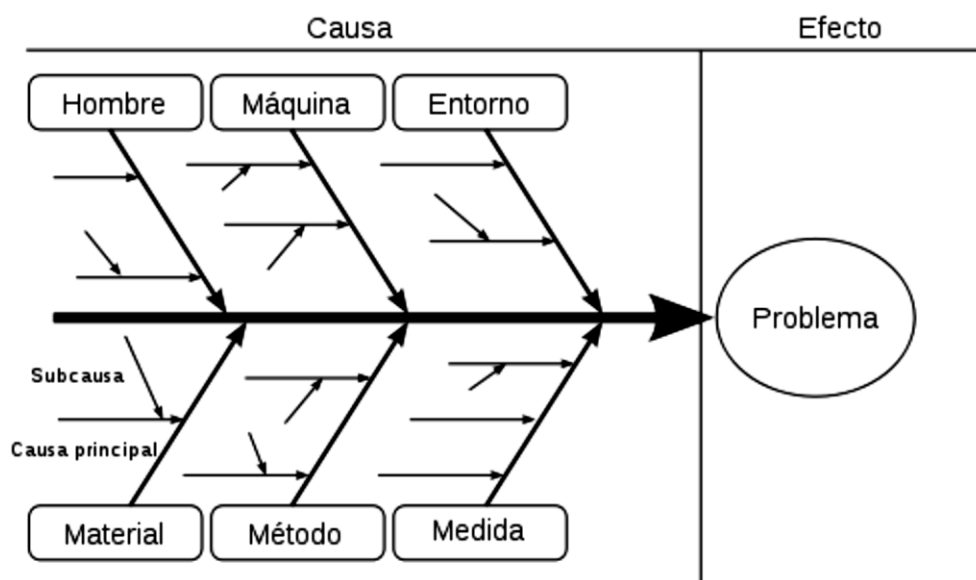 Causa
Efecto
Hombre
Máquina
Entorno
Problema
Subcausa
Causa principal
Material
Método
Medida